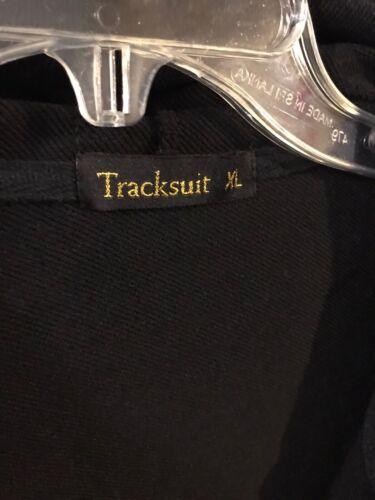 MADE IN SRI LANKA
479
Tracksuit XL